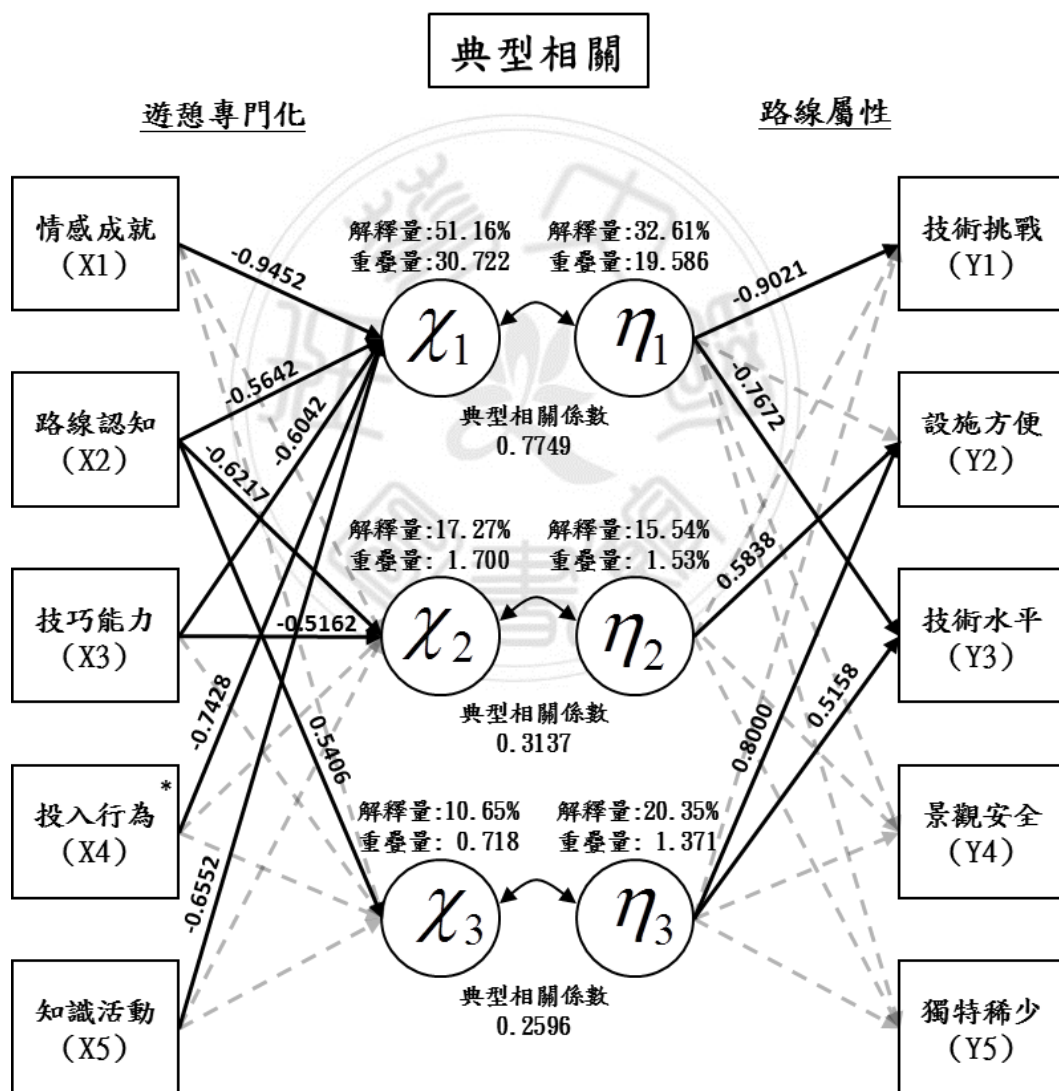 典型相關
遊憩專門化
路線屬性
情感成就
(X1)
路線認知
(X2)
技巧能力
(X3)
投入行為*
(X4)
知識活動
(X5)
-0.9452
-0.5642
-0.6217
-0.6042
-0.5162
-0.7428
0.5406
-0.6552
解釋量:51.16%
重疊量:30.722
解釋量:32.61%
重疊量:19.586
χ1
η1
典型相關係數
0.7749
解釋量:17.27%
重疊量:1.700
解釋量:15.54%
重疊量:1.53%
χ2
η2
典型相關係數
0.3137
解釋量:10.65%
重疊量: 0.718
解釋量:20.35%
重疊量: 1.371
χ3
η3
典型相關係數
0.2596
-0.9021
-0.7672
0.5838
0.8000
0.5158
技術挑戰
(Y1)
設施方便
(Y2)
技術水平
(Y3)
景觀安全
(Y4)
獨特稀少
(Y5)